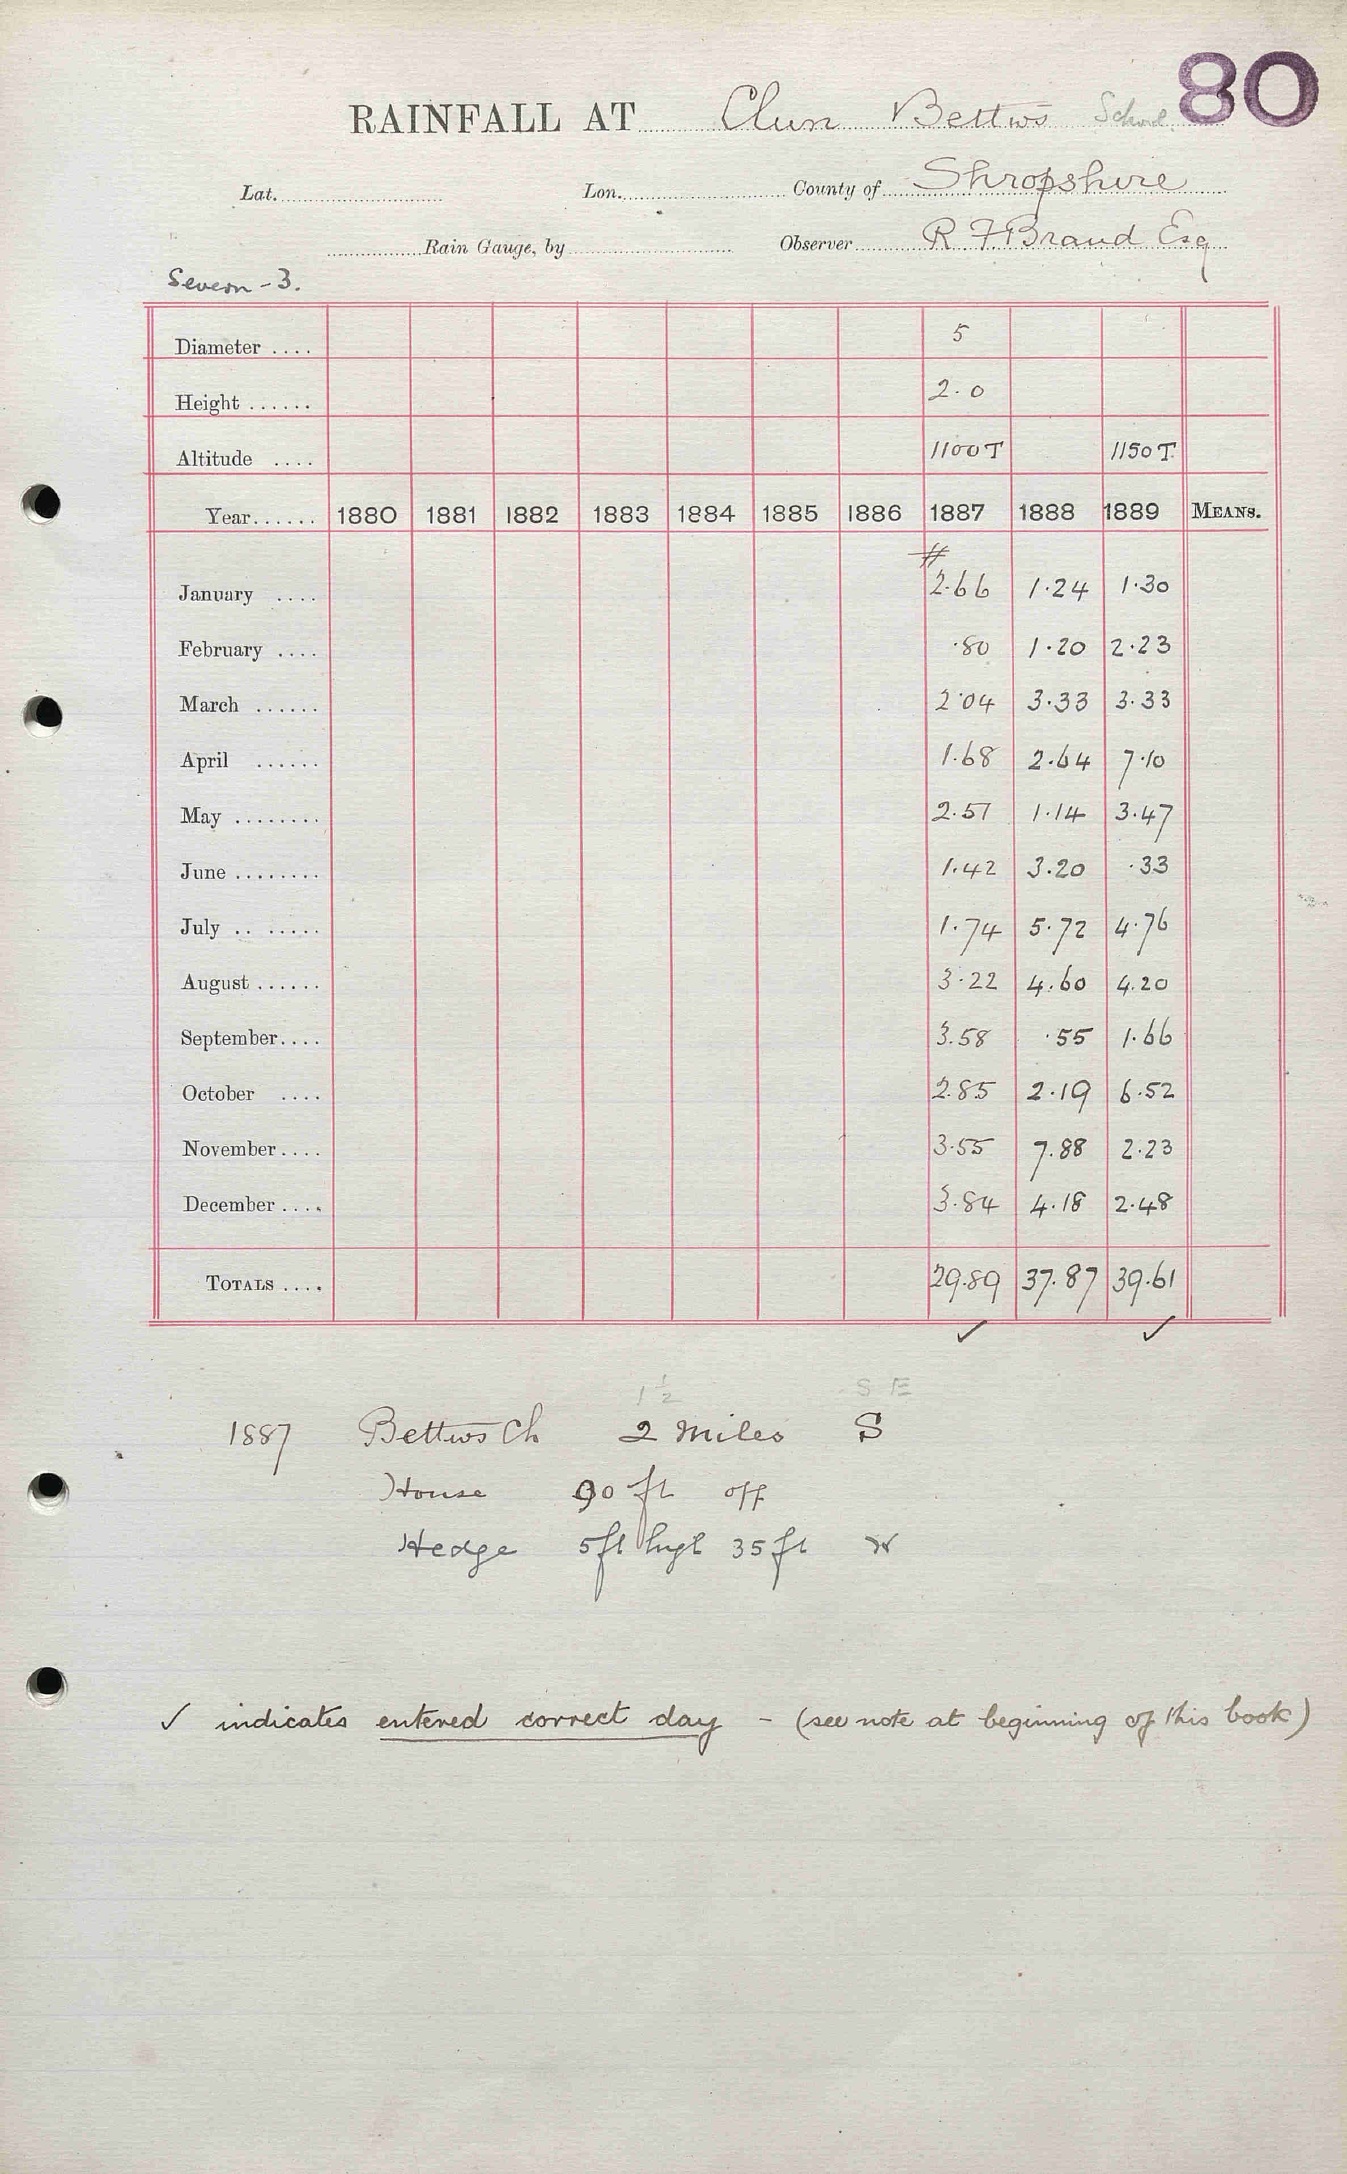 80
RAINFALL AT Clun Bettws School
Lat. Lon. County of Shropshire
Rain Gauge, by Observer R F Brand Esq
Severn - 3.
Diameter .... 5
Height ...... 2.0
Altitude .... 1100 T 1150 T.
Year...... 1880 1881 1882 1883 1884 1885 1886 1887 1888 1889 MEANS.
#
January .... 2.66 1.24 1.30
February .... .80 1.20 2.23
March ...... 2.04 3.33 3.33
April ...... 1.68 2.64 7.10
May ........ 2.51 1.14 3.47
June ........ 1.42 3.20 .33
July .. ..... 1.74 5.72 4.76
August ...... 3.22 4.60 4.20
September.... 3.58 .55 1.66
October .... 2.85 2.19 6.52
November.... 3.55 7.88 2.23
December .... 3.84 4.18 2.48
TOTALS .... 29.89 37.87 39.61
✓ ✓
1½ S E
1887 Bettws Ch 2 Miles S
House 90 ft off
Hedge 5ft high 35 ft W
✓ indicates entered correct day - (see note at beginning of this book)